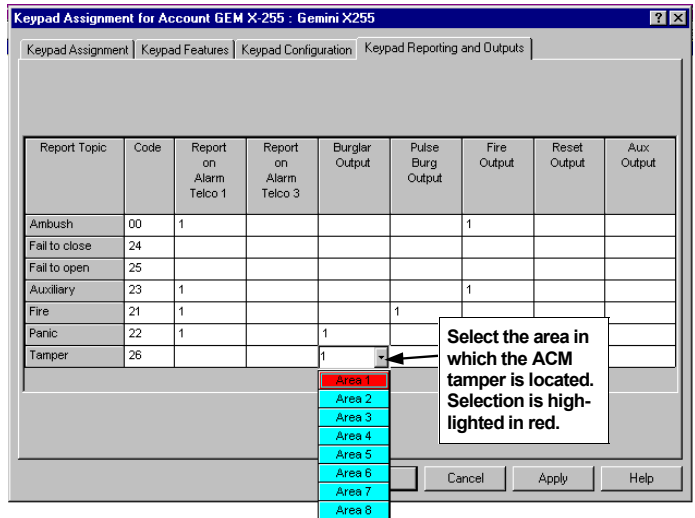 Keypad Assignment for Account GEM X-255 : Gemini X255
? X
Keypad Assignment Keypad Features Keypad Configuration Keypad Reporting and Outputs
Report Topic Code Report on Alarm Telco 1 Report on Alarm Telco 3 Burglar Output Pulse Burg Output Fire Output Reset Output Aux Output
Ambush 00 1 1
Fail to close 24
Fail to open 25
Auxiliary 23 1 1
Fire 21 1 1
Panic 22 1 1
Tamper 26 1
Select the area in
which the ACM
tamper is located.
Selection is high-
lighted in red.
Area 1
Area 2
Area 3
Area 4
Area 5
Area 6
Area 7
Area 8
Cancel Apply Help